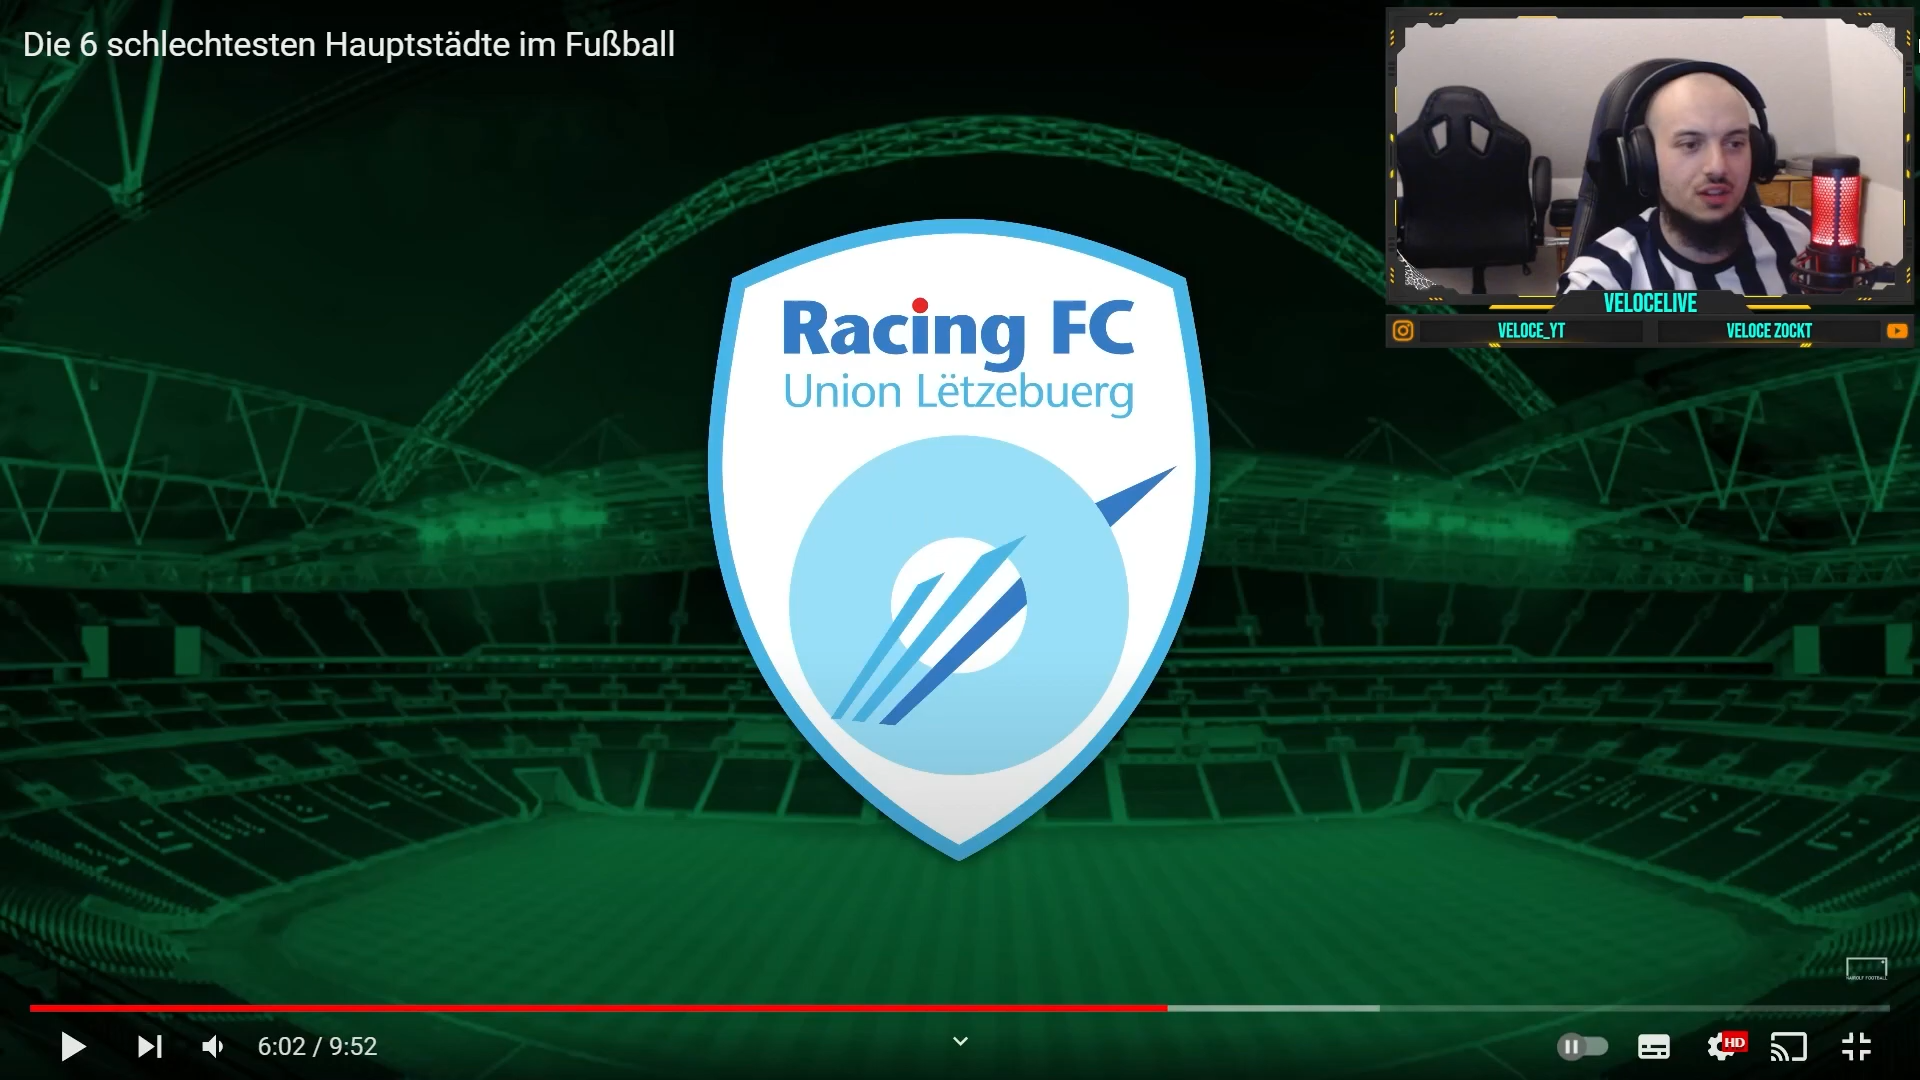 Die 6 schlechtesten Hauptstädte im Fußball
VELOCELIVE
VELOCE_YT
VELOCE ZOCKT
Racing FC
Union Lëtzebuerg
6:02 / 9:52
HD